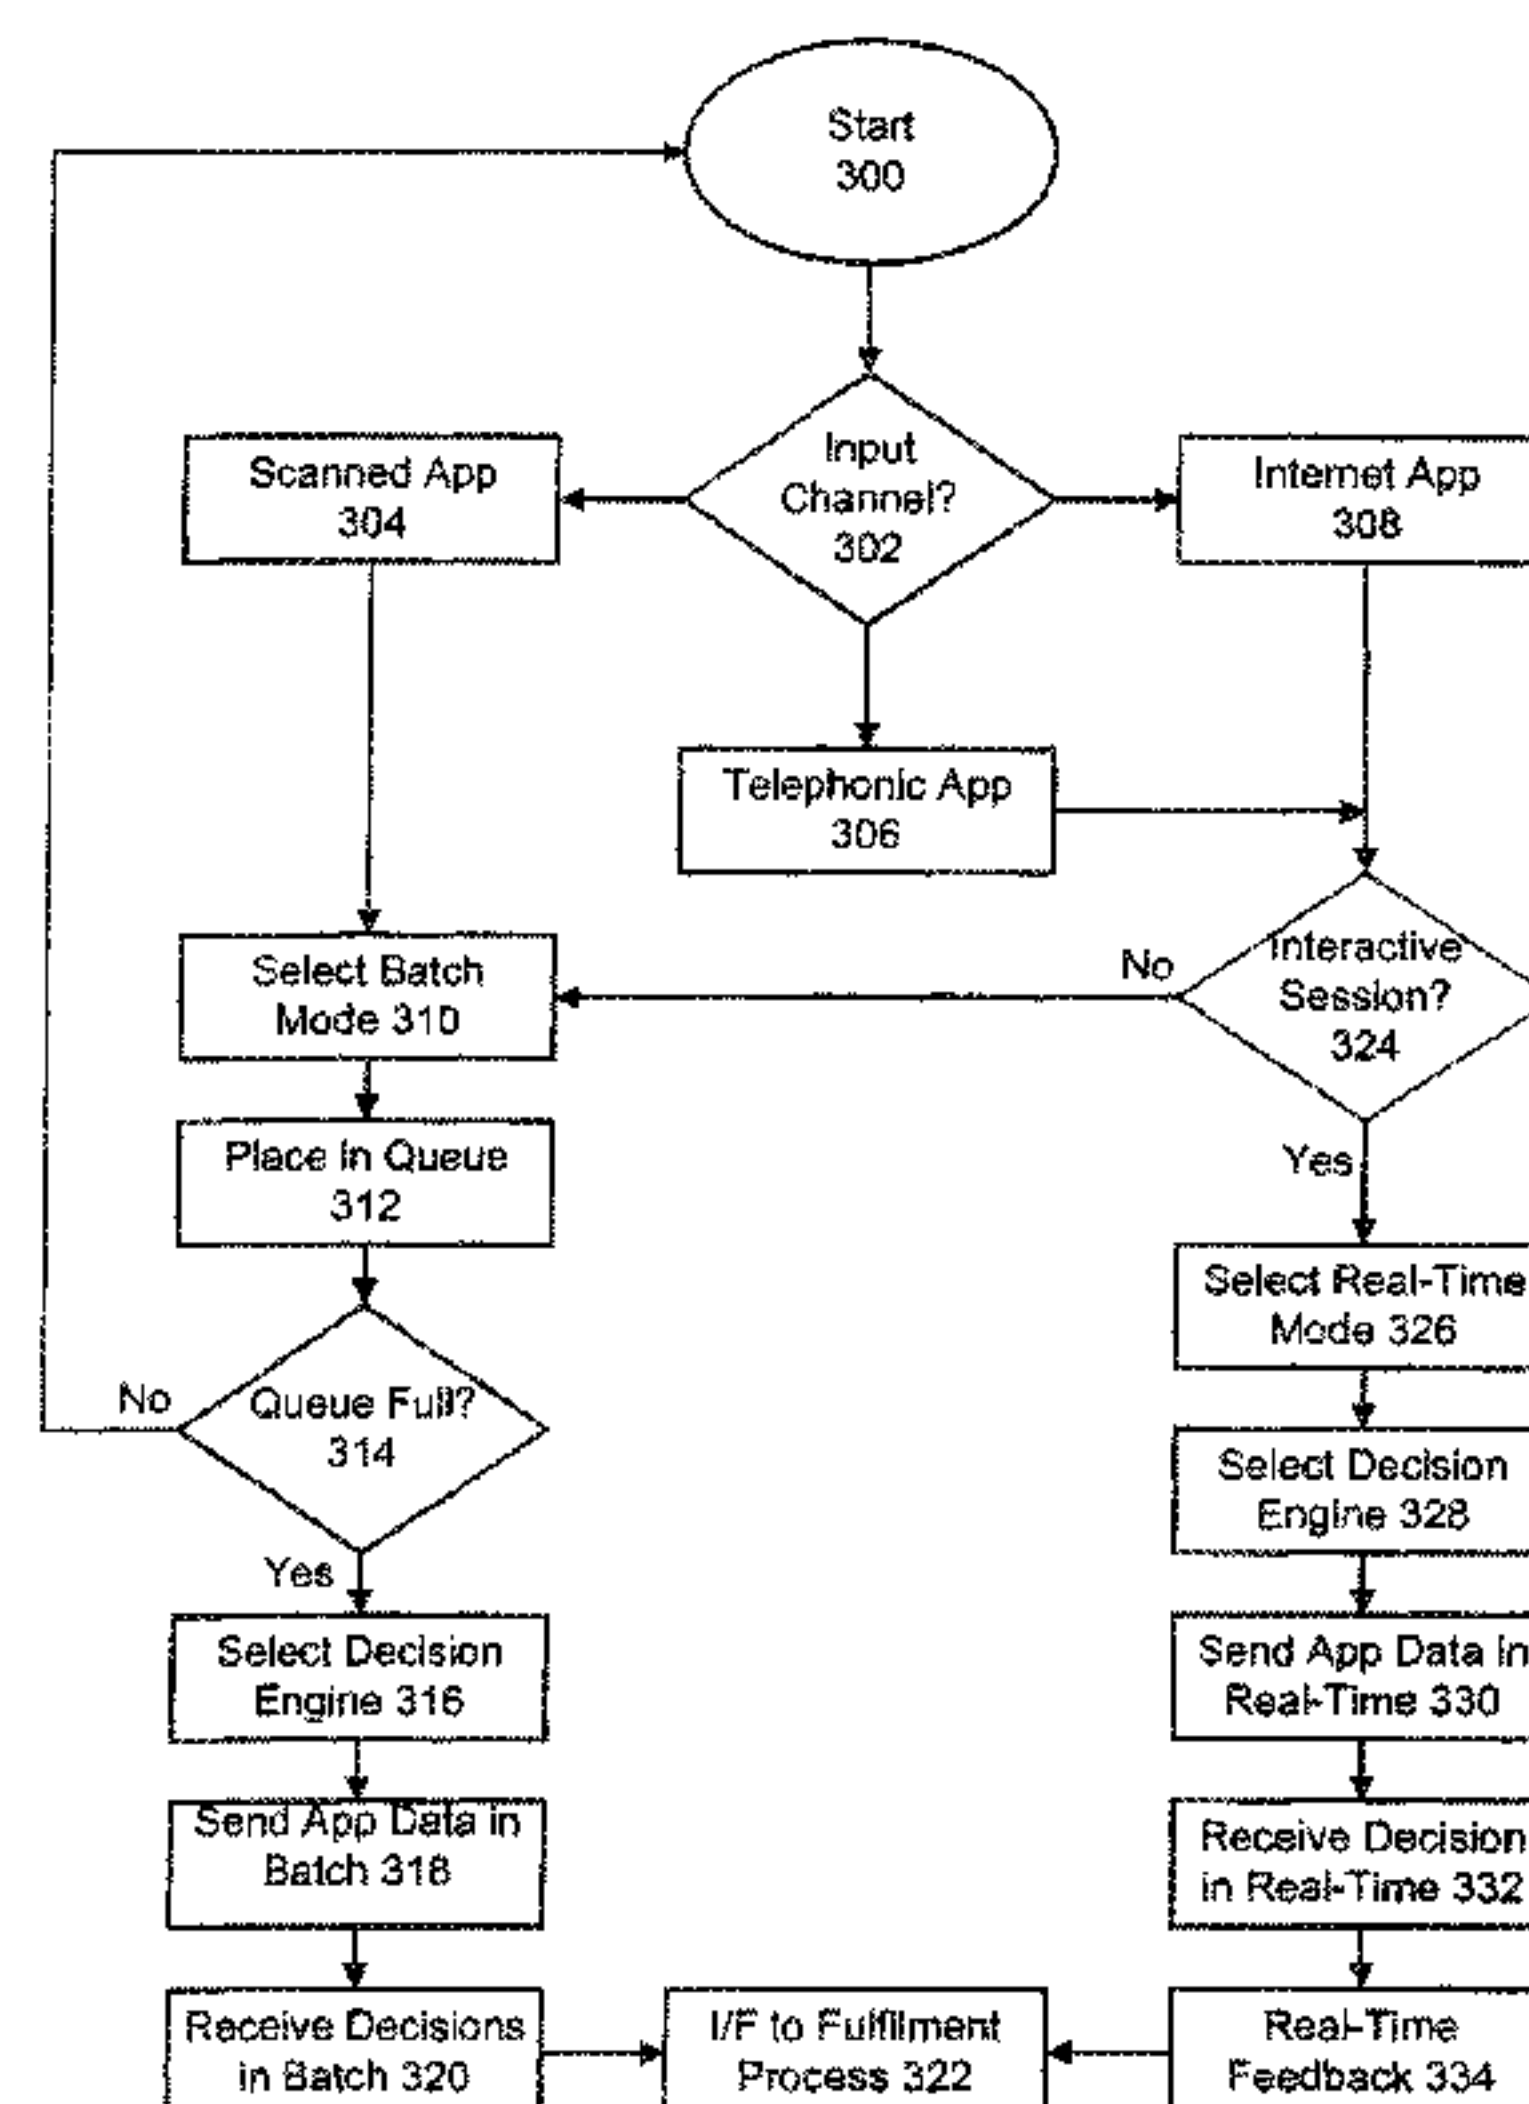 Start
300
Input
Channel?
302
Scanned App
304
Internet App
308
Telephonic App
306
Select Batch
Mode 310
No
Interactive
Session?
324
Place in Queue
312
Yes
Select Real-Time
Mode 326
No
Queue Full?
314
Select Decision
Engine 328
Yes
Select Decision
Engine 316
Send App Data in
Real-Time 330
Send App Data in
Batch 318
Receive Decision
in Real-Time 332
Receive Decisions
in Batch 320
I/F to Fulfilment
Process 322
Real-Time
Feedback 334